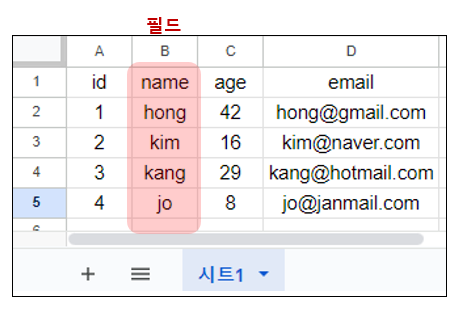 필드
A B C D
1 id name age email
2 1 hong 42 hong@gmail.com
3 2 kim 16 kim@naver.com
4 3 kang 29 kang@hotmail.com
5 4 jo 8 jo@janmail.com
+ 시트1